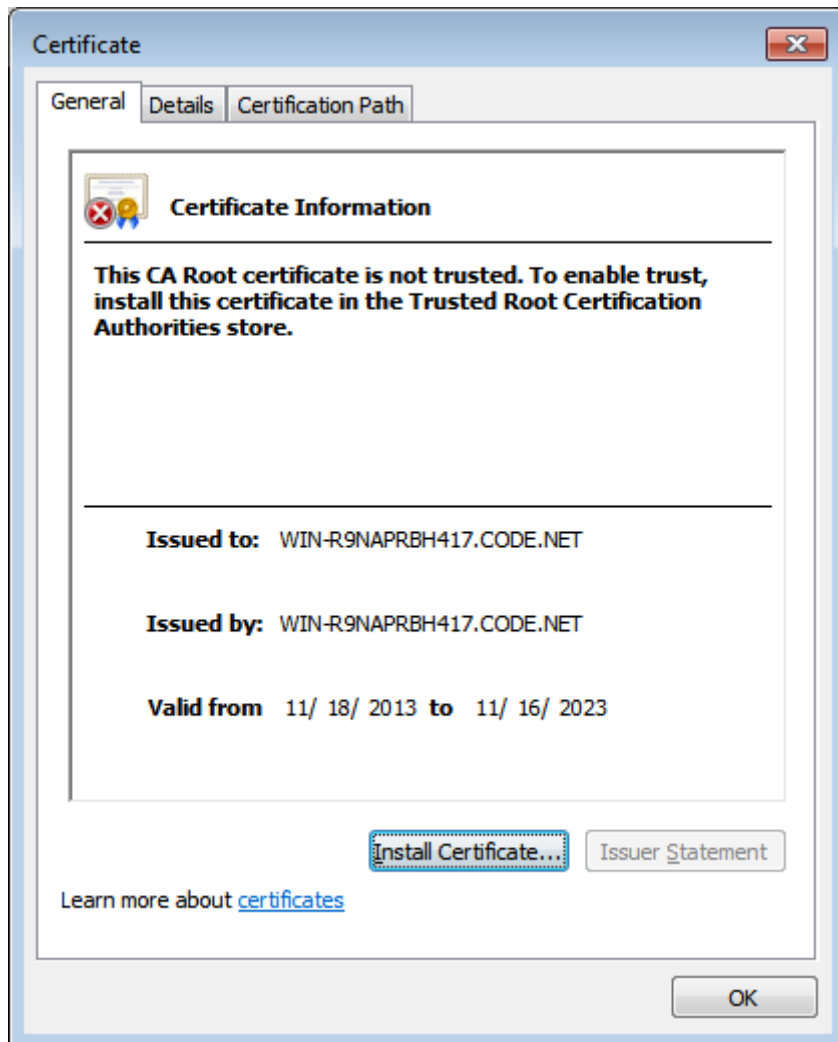 Certificate
General Details Certification Path
Certificate Information
This CA Root certificate is not trusted. To enable trust,
install this certificate in the Trusted Root Certification
Authorities store.
Issued to: WIN-R9NAPRBH417.CODE.NET
Issued by: WIN-R9NAPRBH417.CODE.NET
Valid from 11/ 18/ 2013 to 11/ 16/ 2023
Install Certificate... Issuer Statement
Learn more about certificates
OK